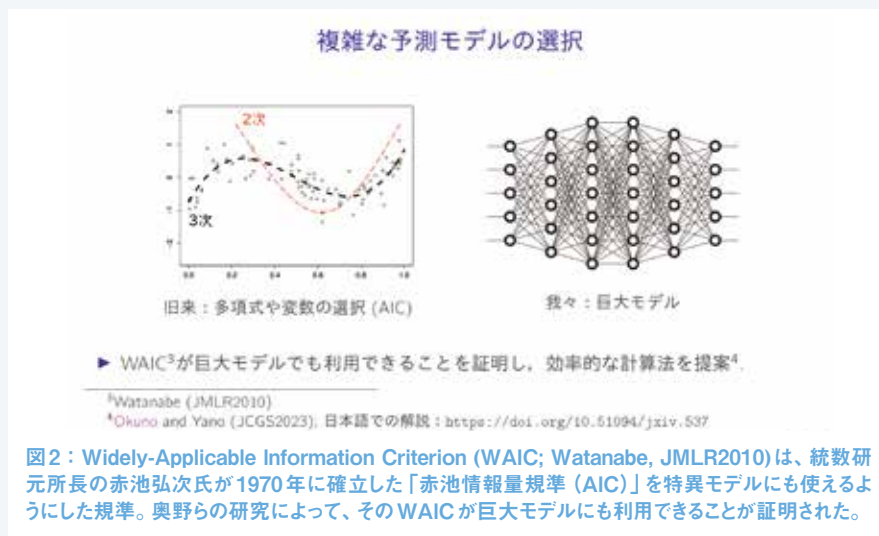 複雑な予測モデルの選択
2次
3次
0.0 0.2 0.4 0.6 0.8 1.0
旧来：多項式や変数の選択 (AIC)
我々：巨大モデル
▶ WAIC³が巨大モデルでも利用できることを証明し，効率的な計算法を提案⁴.
³Watanabe (JMLR2010)
⁴Okuno and Yano (JCGS2023), 日本語での解説：https://doi.org/10.51094/jxiv.537
図2：Widely-Applicable Information Criterion (WAIC; Watanabe, JMLR2010)は、統数研
元所長の赤池弘次氏が1970年に確立した「赤池情報量規準（AIC）」を特異モデルにも使えるよ
うにした規準。奥野らの研究によって、そのWAICが巨大モデルにも利用できることが証明された。